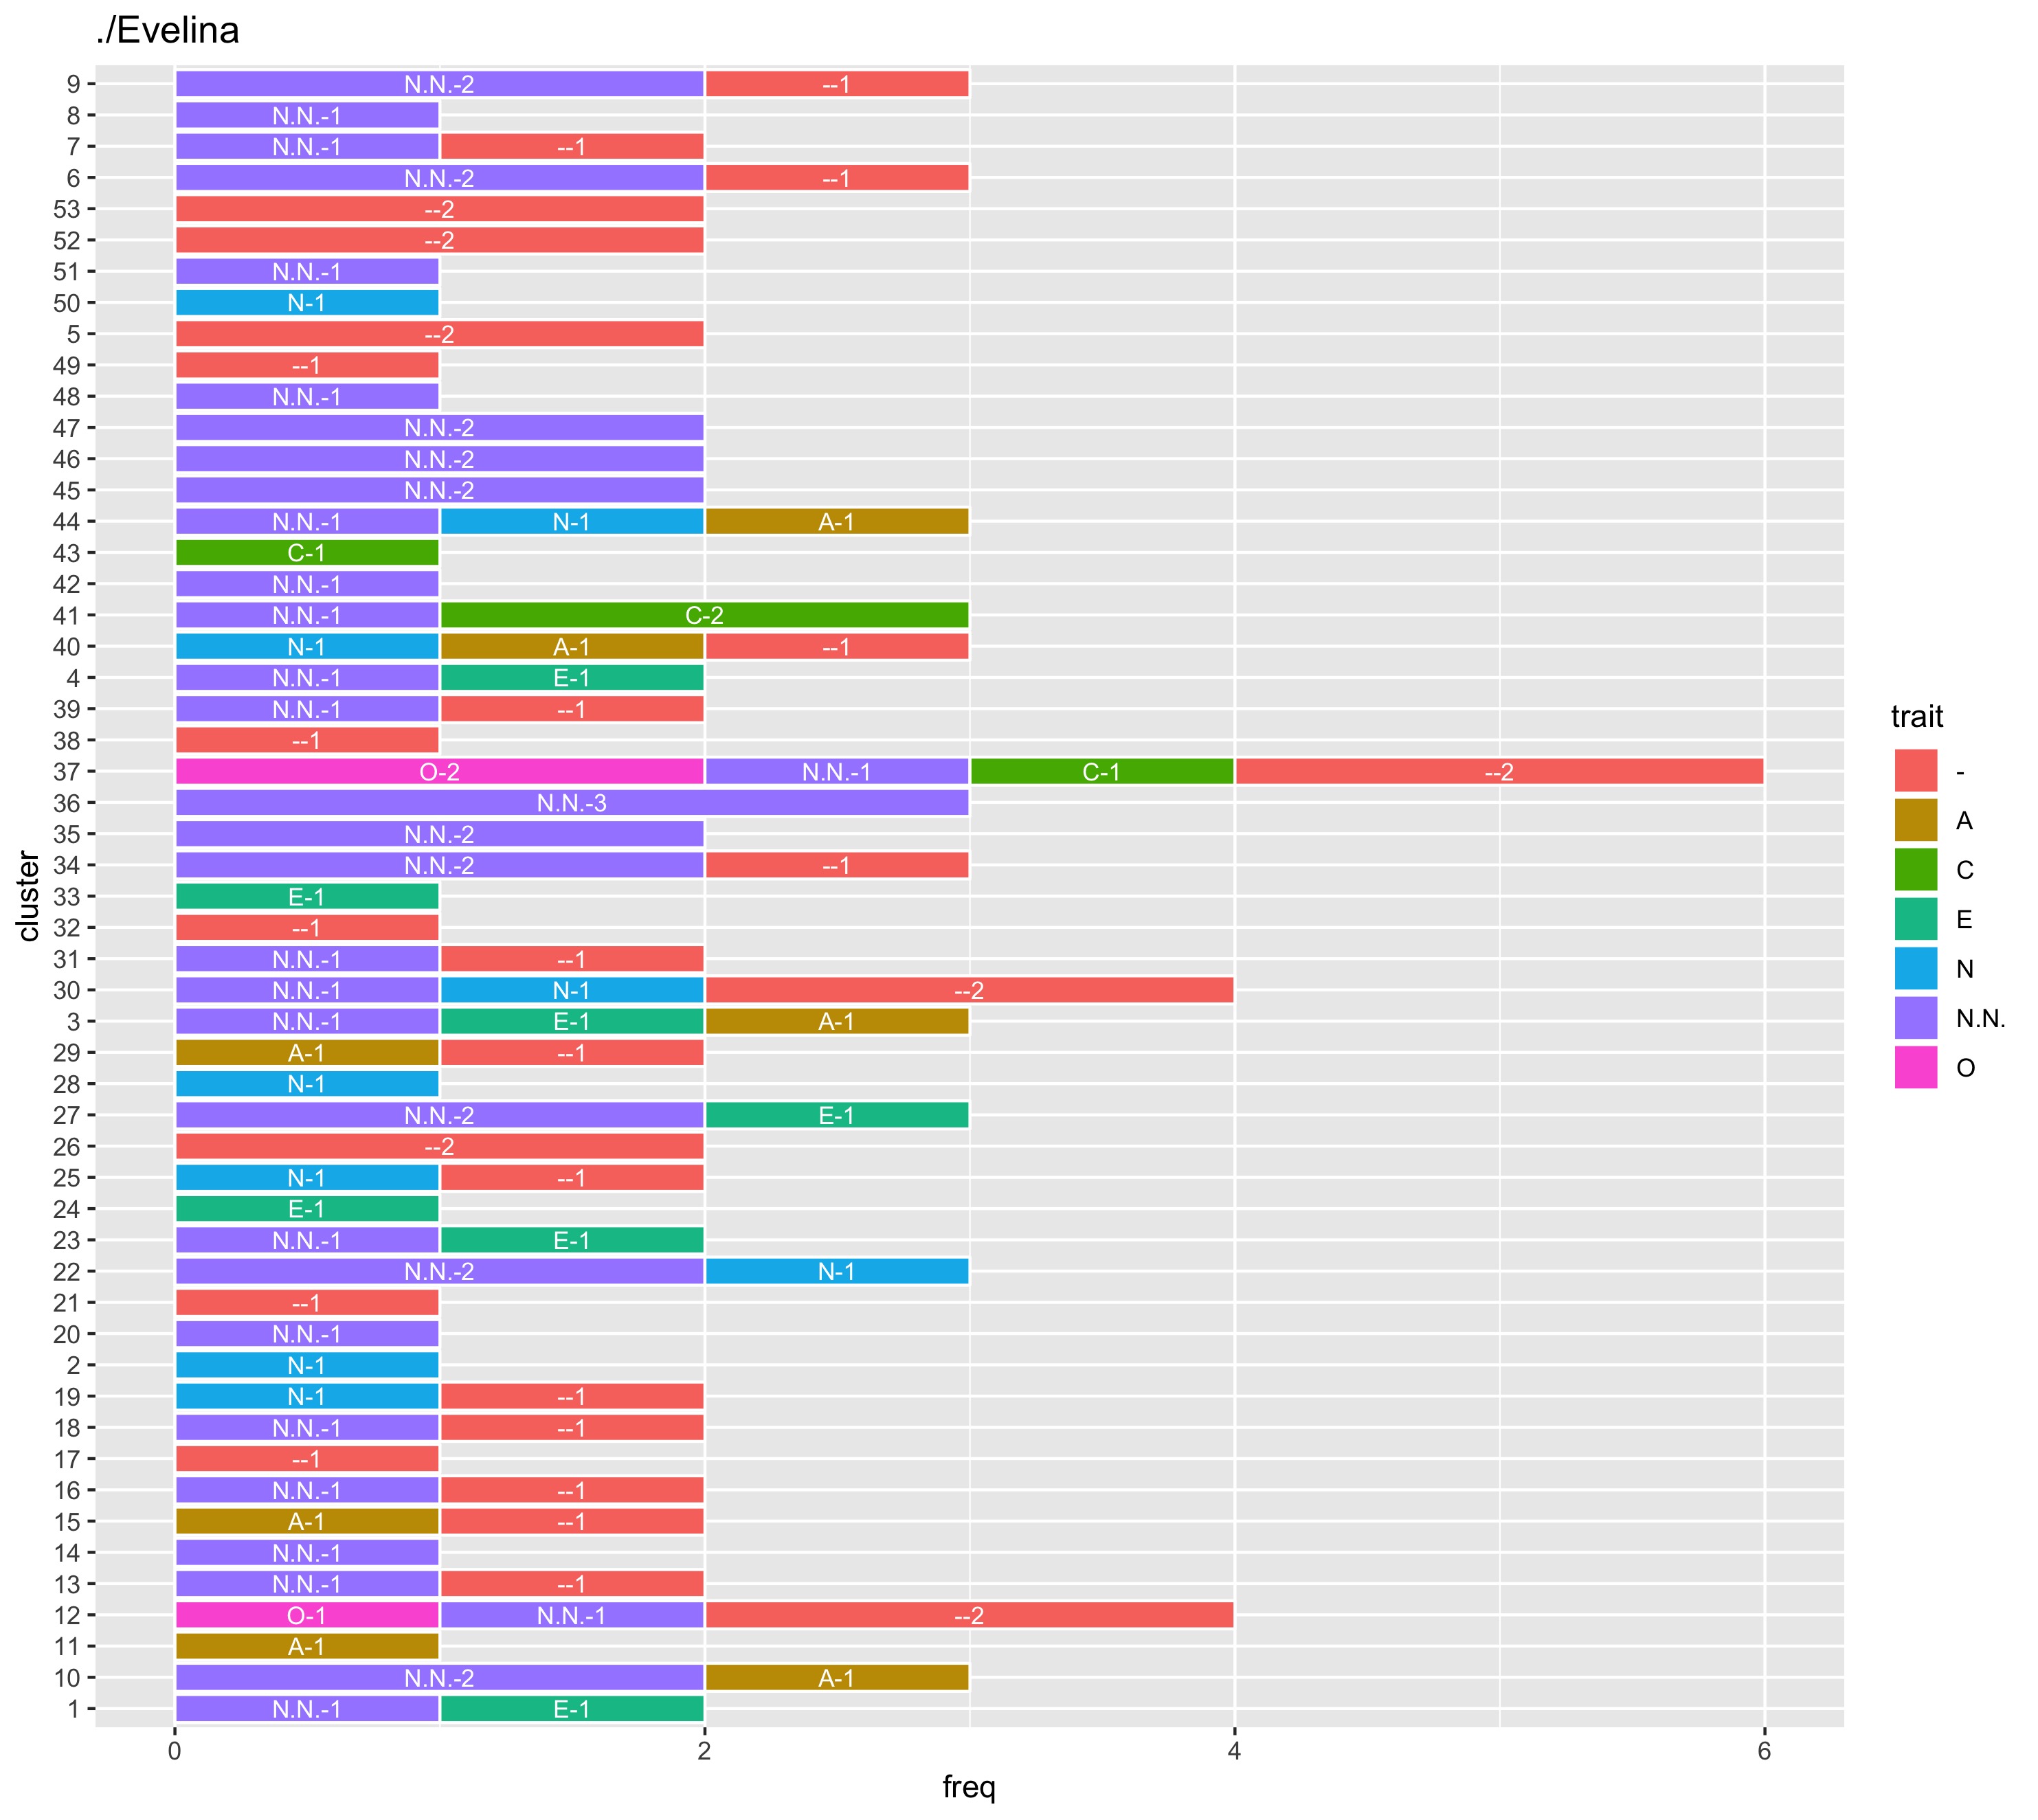 ./Evelina
9 N.N.-2 --1
8 N.N.-1
7 N.N.-1 --1
6 N.N.-2 --1
53 --2
52 --2
51 N.N.-1
50 N-1
5 --2
49 --1
48 N.N.-1
47 N.N.-2
46 N.N.-2
45 N.N.-2
44 N.N.-1 N-1 A-1
43 C-1
42 N.N.-1
41 N.N.-1 C-2
40 N-1 A-1 --1
4 N.N.-1 E-1
39 N.N.-1 --1
38 --1
37 O-2 N.N.-1 C-1 --2
36 N.N.-3
35 N.N.-2
34 N.N.-2 --1
33 E-1
32 --1
31 N.N.-1 --1
30 N.N.-1 N-1 --2
3 N.N.-1 E-1 A-1
29 A-1 --1
28 N-1
27 N.N.-2 E-1
26 --2
25 N-1 --1
24 E-1
23 N.N.-1 E-1
22 N.N.-2 N-1
21 --1
20 N.N.-1
2 N-1
19 N-1 --1
18 N.N.-1 --1
17 --1
16 N.N.-1 --1
15 A-1 --1
14 N.N.-1
13 N.N.-1 --1
12 O-1 N.N.-1 --2
11 A-1
10 N.N.-2 A-1
1 N.N.-1 E-1
0 2 4 6
freq
cluster
trait
-
A
C
E
N
N.N.
O